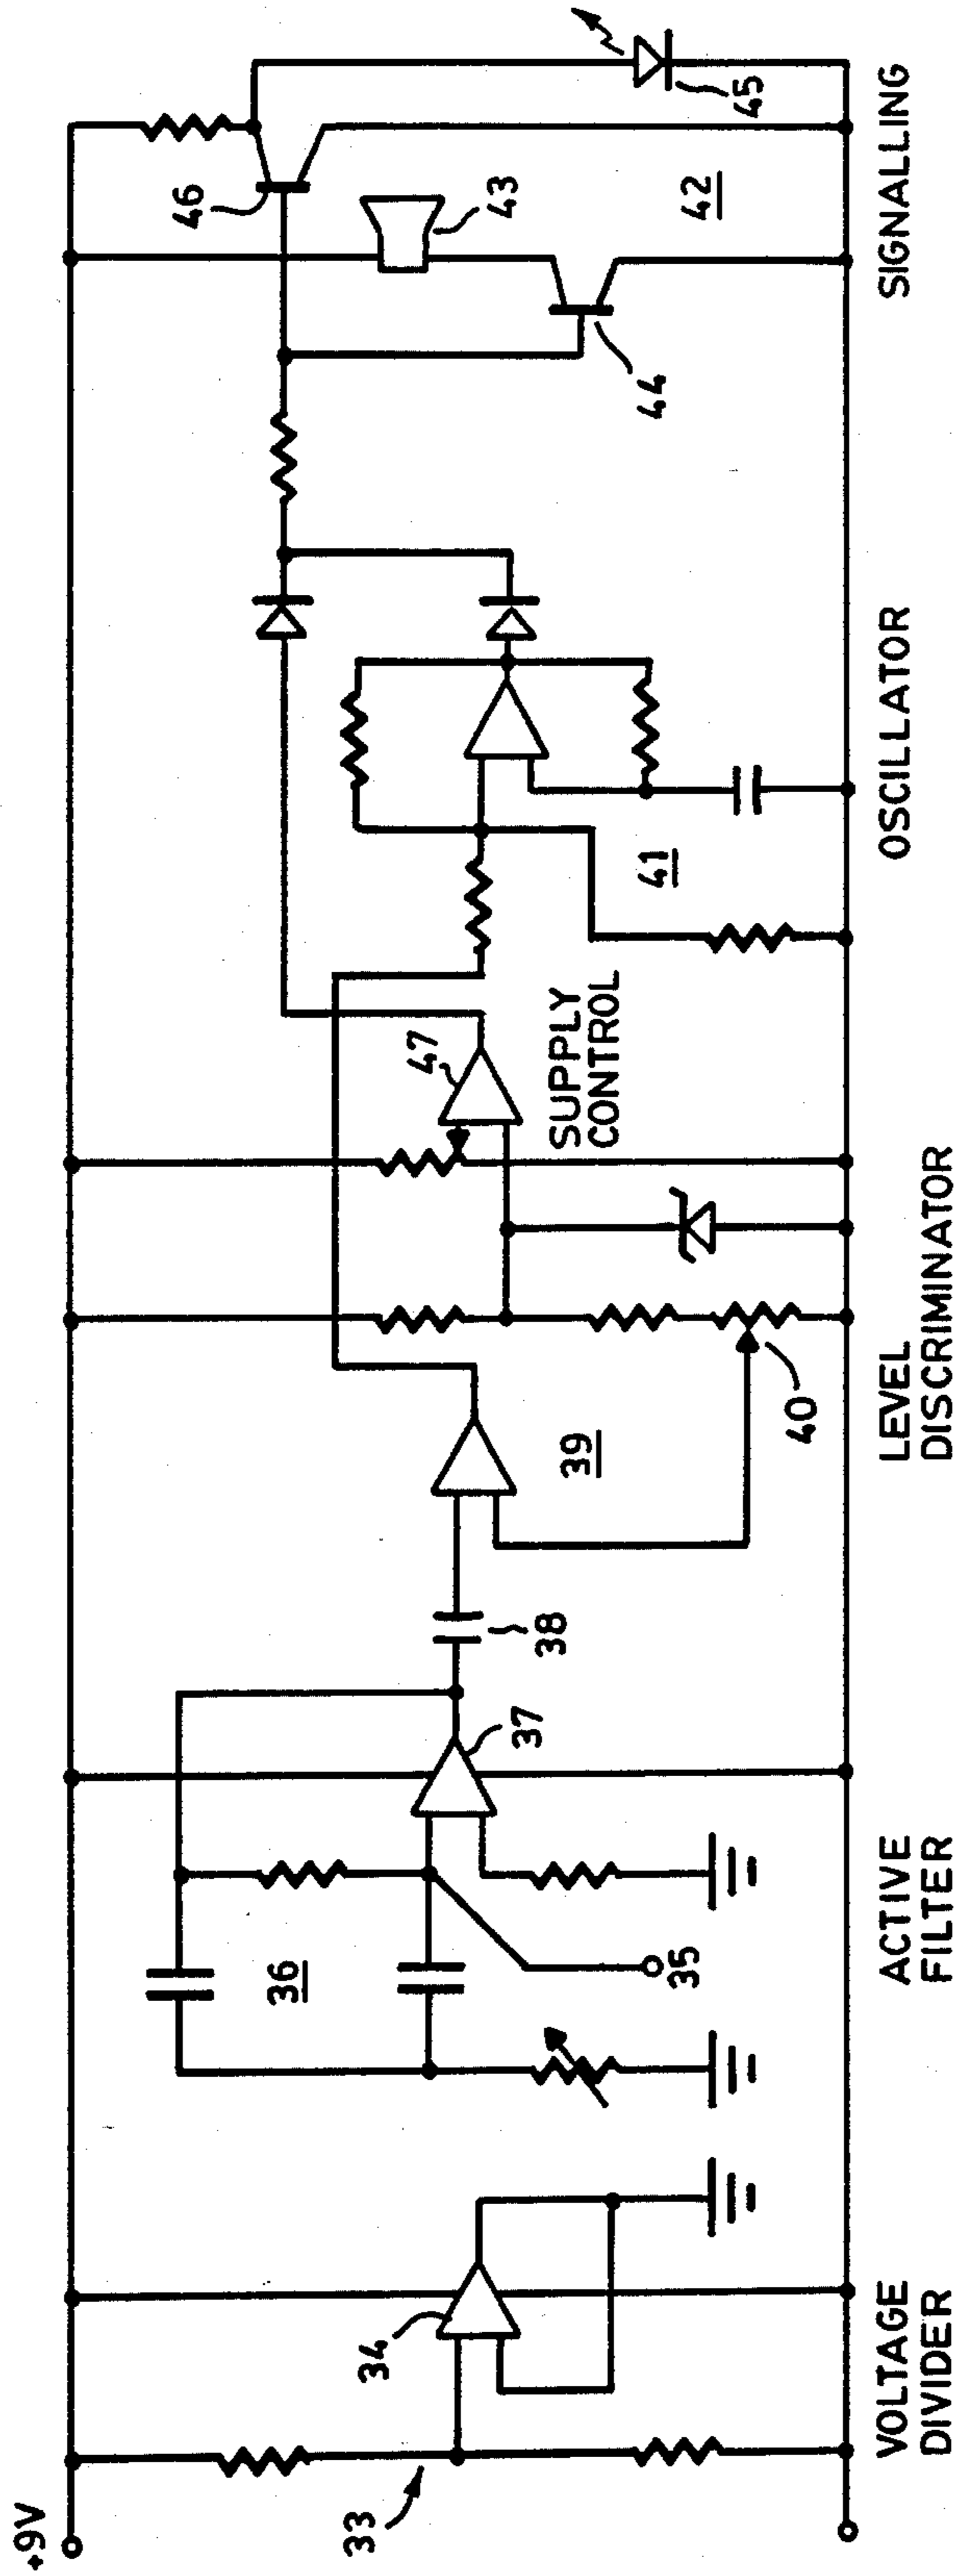 +9V
33
34
35
36
37
38
39
40
47
SUPPLY
CONTROL
41
46
43
44
42
45
VOLTAGE
DIVIDER
ACTIVE
FILTER
LEVEL
DISCRIMINATOR
OSCILLATOR
SIGNALLING